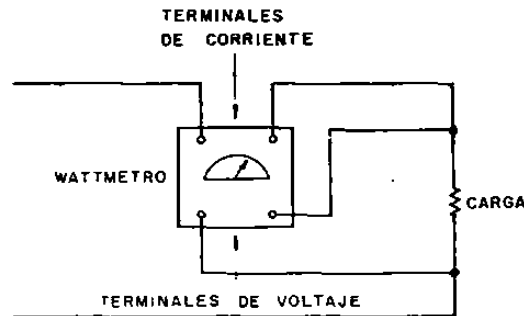 TERMINALES
DE CORRIENTE
WATTMETRO
CARGA
TERMINALES DE VOLTAJE